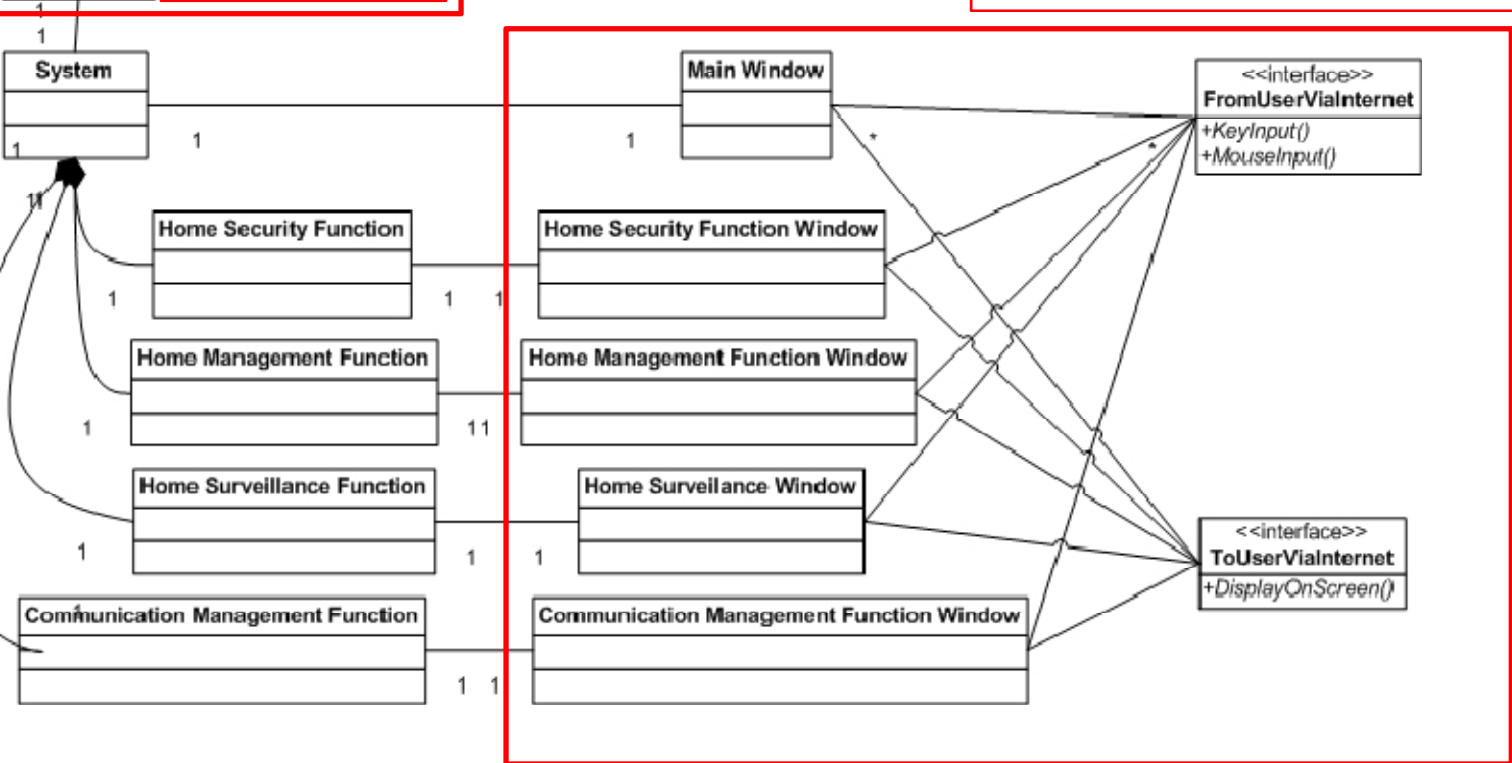 1
1
System
Main Window
<<interface>>
FromUserViaInternet
+KeyInput()
+MouseInput()
1
1
1
*
*
11
Home Security Function
Home Security Function Window
1
1
1
Home Management Function
Home Management Function Window
1
11
Home Surveillance Function
Home Surveilance Window
1
1
1
<<interface>>
ToUserViaInternet
+DisplayOnScreen()
Communication Management Function
1
Communication Management Function Window
1
1